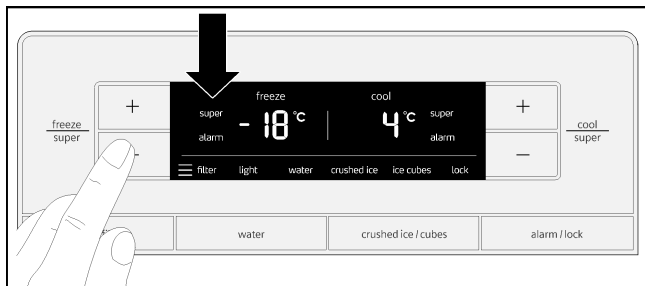 freeze
super
+
−
super
alarm
freeze
-18 °C
cool
4 °C
super
alarm
filter light water crushed ice ice cubes lock
+
−
cool
super
water
crushed ice / cubes
alarm / lock